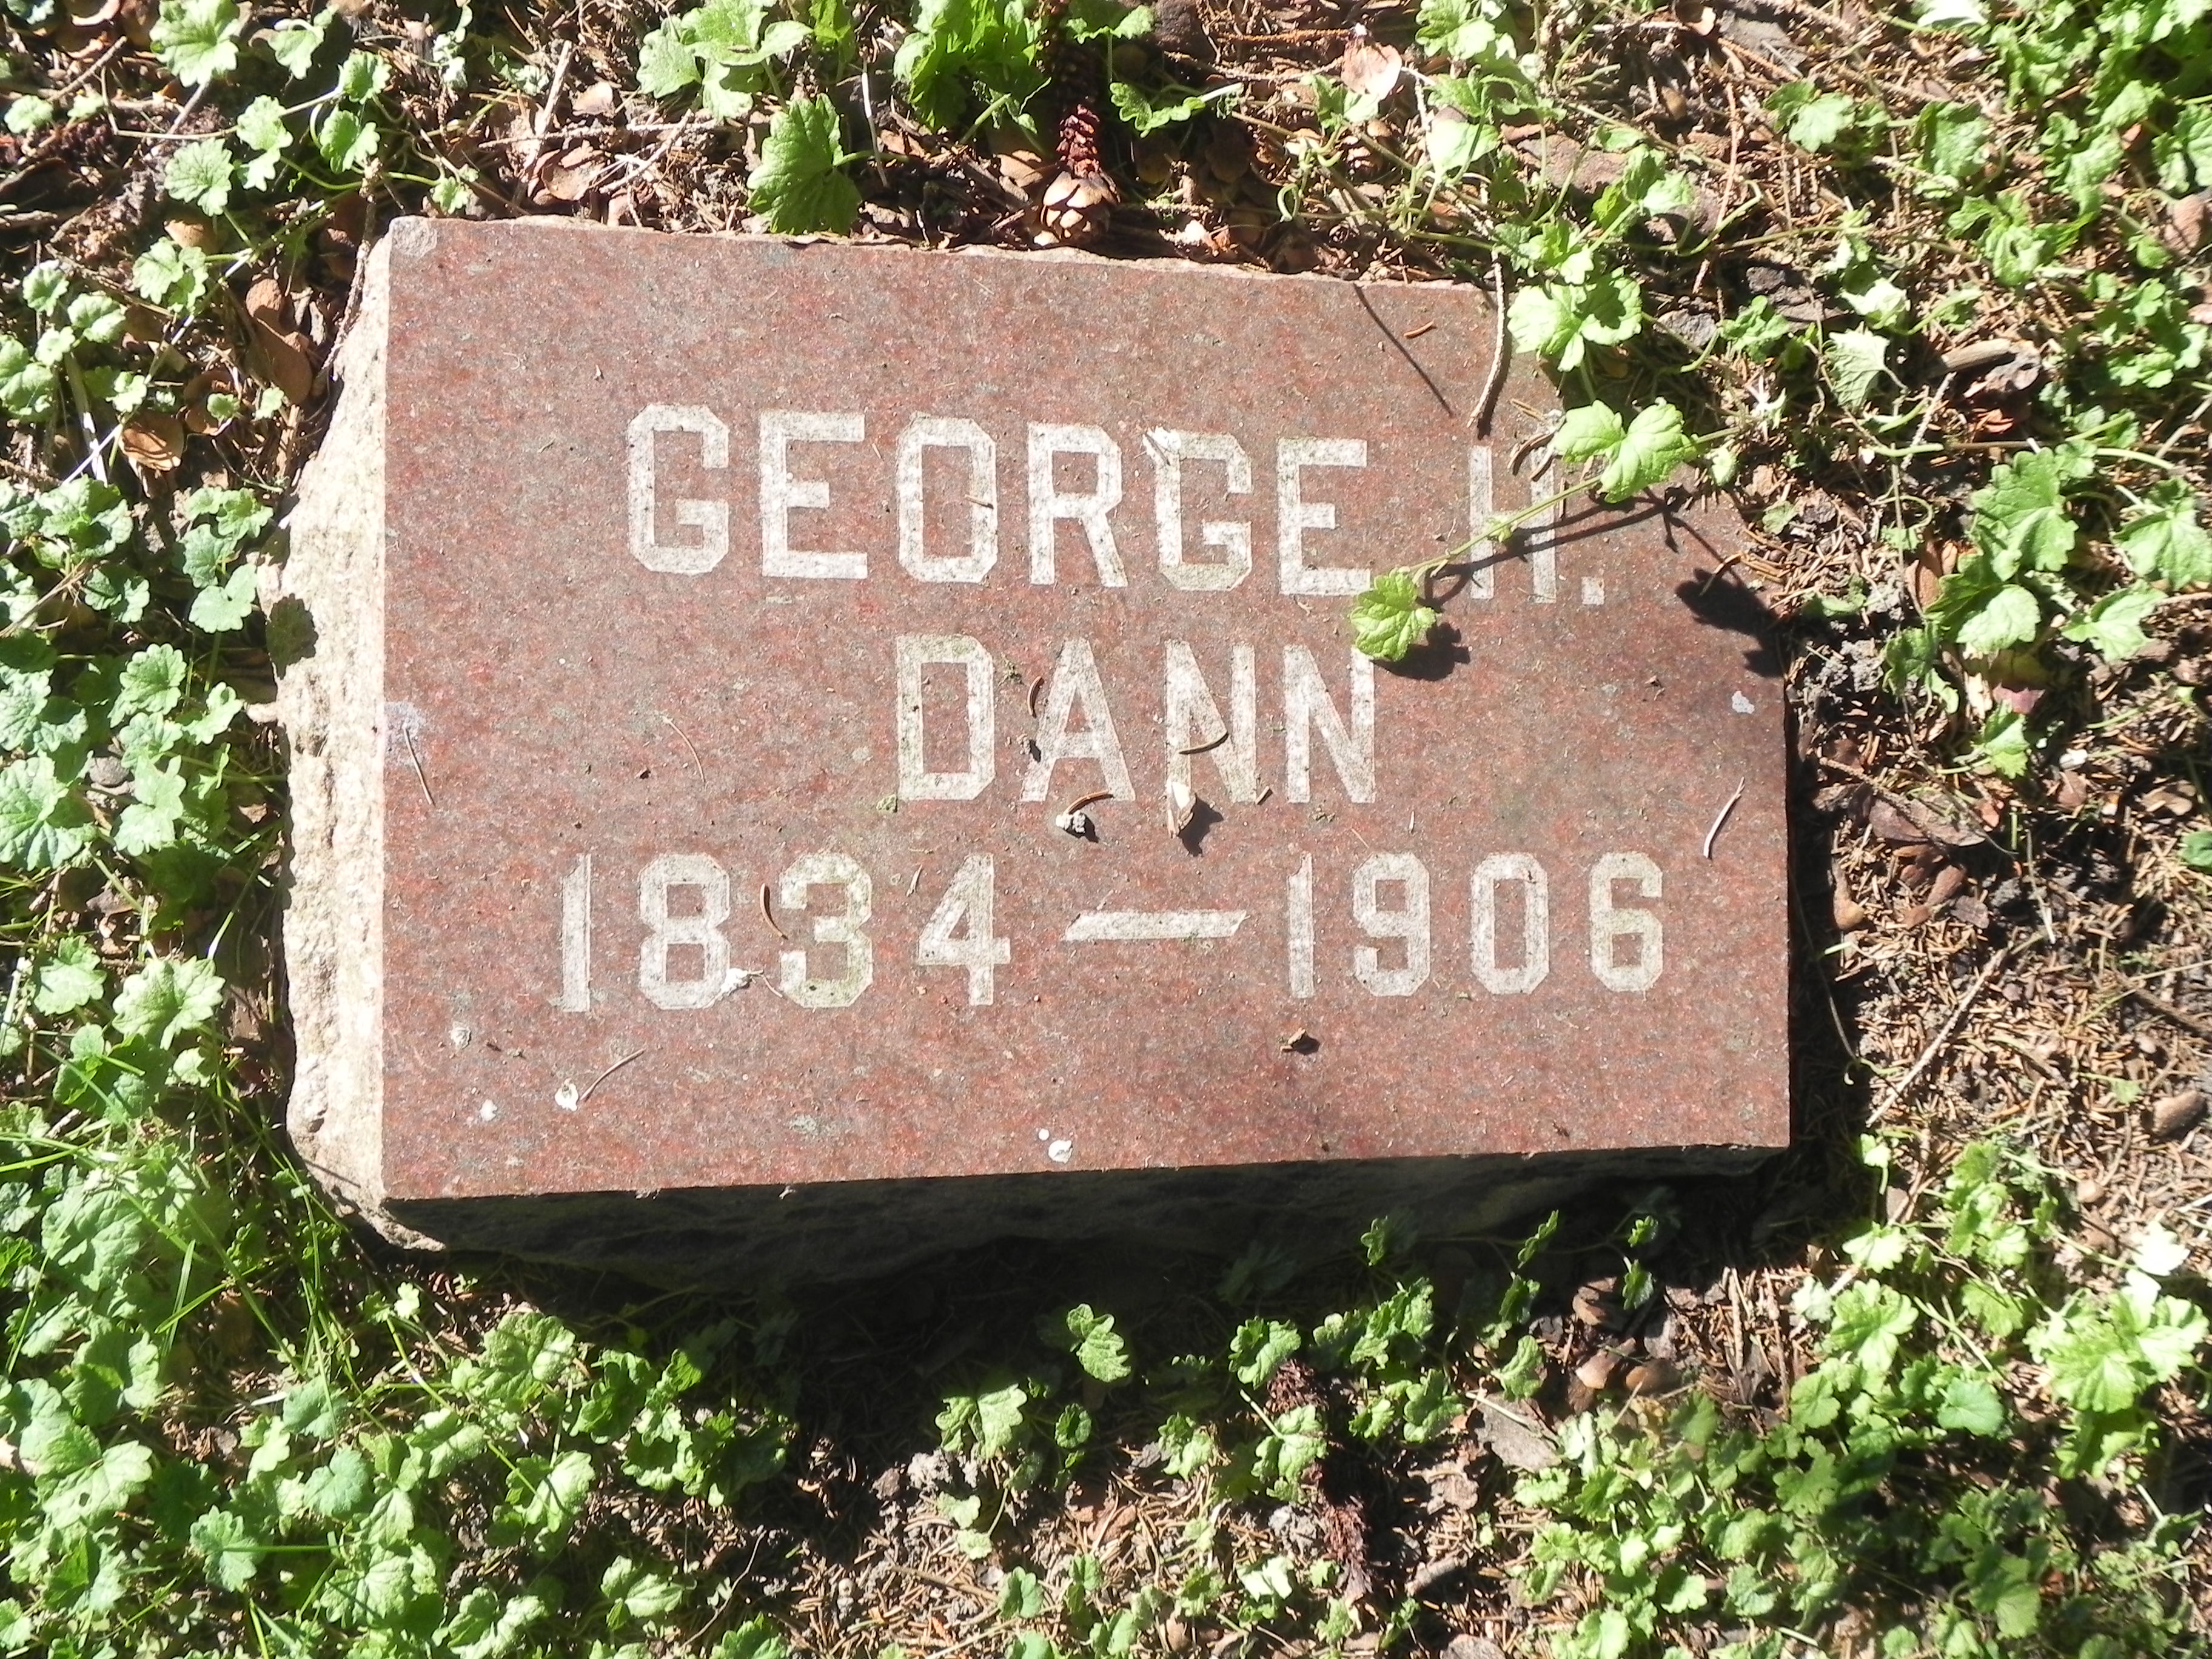 GEORGE H.
DANN
1834 — 1906